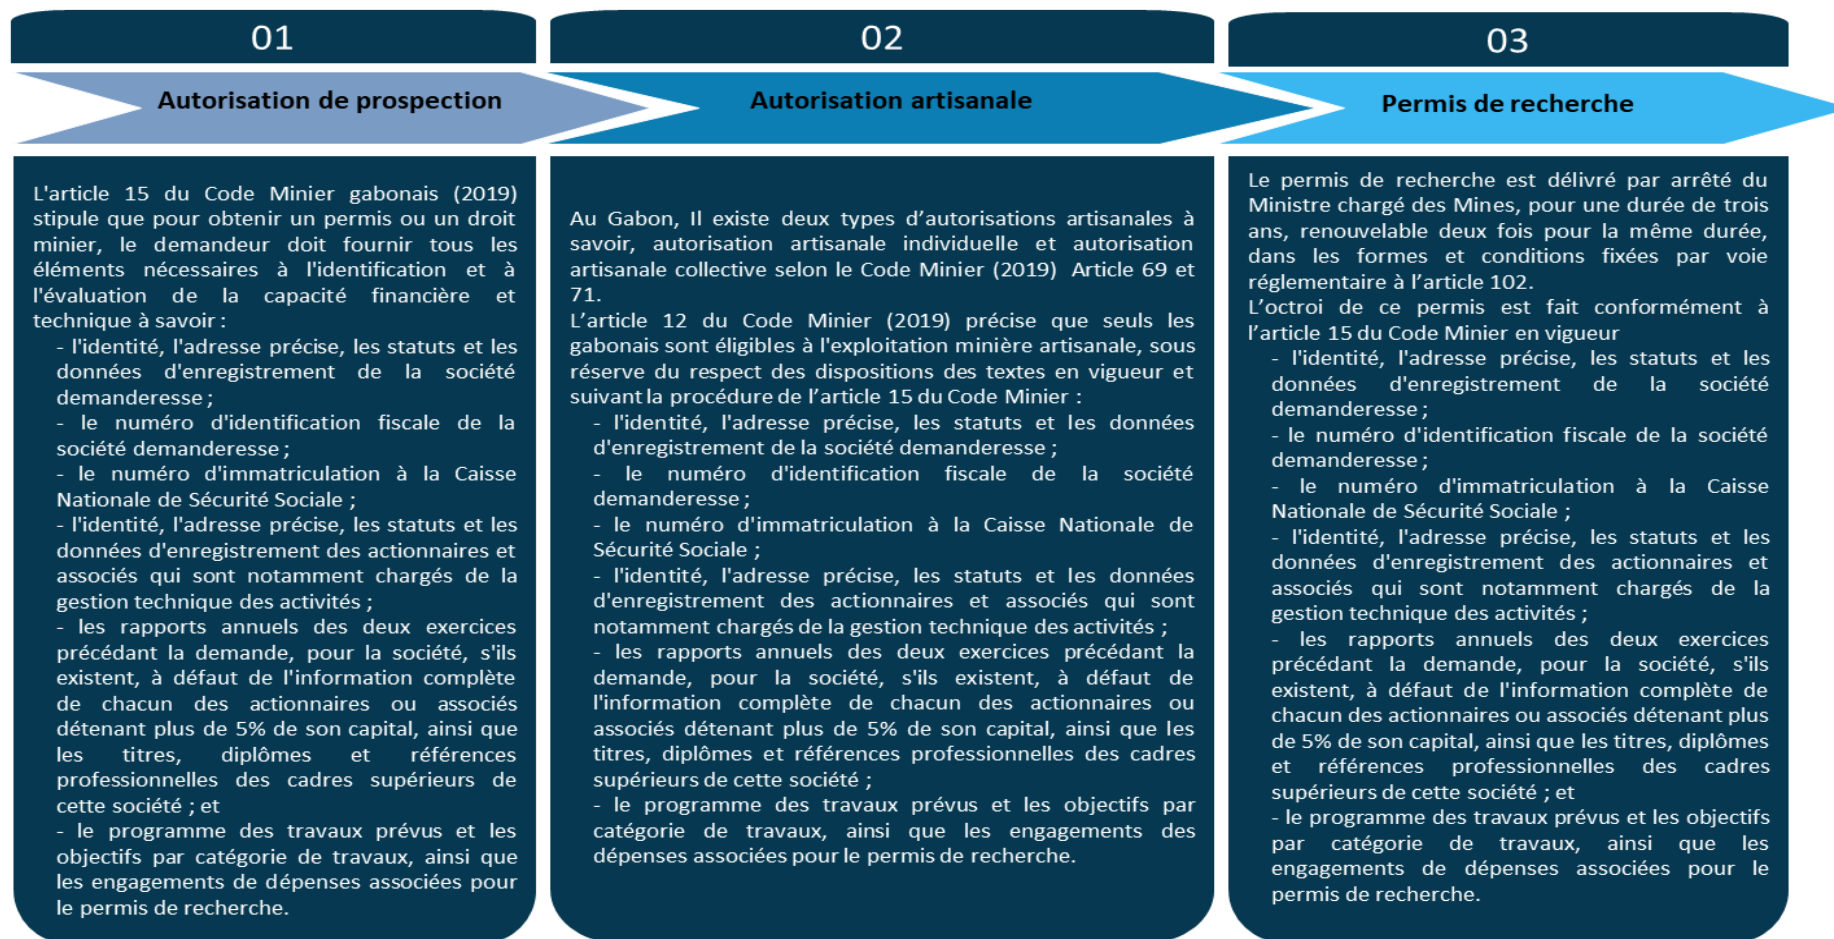 01
Autorisation de prospection
L'article 15 du Code Minier gabonais (2019)
stipule que pour obtenir un permis ou un droit
minier, le demandeur doit fournir tous les
éléments nécessaires à l'identification et à
l'évaluation de la capacité financière et
technique à savoir :
- l'identité, l'adresse précise, les statuts et les
données d'enregistrement de la société
demanderesse ;
- le numéro d'identification fiscale de la
société demanderesse ;
- le numéro d'immatriculation à la Caisse
Nationale de Sécurité Sociale ;
- l'identité, l'adresse précise, les statuts et les
données d'enregistrement des actionnaires et
associés qui sont notamment chargés de la
gestion technique des activités ;
- les rapports annuels des deux exercices
précédant la demande, pour la société, s'ils
existent, à défaut de l'information complète
de chacun des actionnaires ou associés
détenant plus de 5% de son capital, ainsi que
les titres, diplômes et références
professionnelles des cadres supérieurs de
cette société ; et
- le programme des travaux prévus et les
objectifs par catégorie de travaux, ainsi que
les engagements de dépenses associées pour
le permis de recherche.
02
Autorisation artisanale
Au Gabon, Il existe deux types d’autorisations artisanales à
savoir, autorisation artisanale individuelle et autorisation
artisanale collective selon le Code Minier (2019) Article 69 et
71.
L’article 12 du Code Minier (2019) précise que seuls les
gabonais sont éligibles à l'exploitation minière artisanale, sous
réserve du respect des dispositions des textes en vigueur et
suivant la procédure de l’article 15 du Code Minier :
- l'identité, l'adresse précise, les statuts et les données
d'enregistrement de la société demanderesse ;
- le numéro d'identification fiscale de la société
demanderesse ;
- le numéro d'immatriculation à la Caisse Nationale de
Sécurité Sociale ;
- l'identité, l'adresse précise, les statuts et les données
d'enregistrement des actionnaires et associés qui sont
notamment chargés de la gestion technique des activités ;
- les rapports annuels des deux exercices précédant la
demande, pour la société, s'ils existent, à défaut de
l'information complète de chacun des actionnaires ou
associés détenant plus de 5% de son capital, ainsi que les
titres, diplômes et références professionnelles des cadres
supérieurs de cette société ;
- le programme des travaux prévus et les objectifs par
catégorie de travaux, ainsi que les engagements des
dépenses associées pour le permis de recherche.
03
Permis de recherche
Le permis de recherche est délivré par arrêté du
Ministre chargé des Mines, pour une durée de trois
ans, renouvelable deux fois pour la même durée,
dans les formes et conditions fixées par voie
réglementaire à l’article 102.
L’octroi de ce permis est fait conformément à
l’article 15 du Code Minier en vigueur
- l'identité, l'adresse précise, les statuts et les
données d'enregistrement de la société
demanderesse ;
- le numéro d'identification fiscale de la société
demanderesse ;
- le numéro d'immatriculation à la Caisse
Nationale de Sécurité Sociale ;
- l'identité, l'adresse précise, les statuts et les
données d'enregistrement des actionnaires et
associés qui sont notamment chargés de la
gestion technique des activités ;
- les rapports annuels des deux exercices
précédant la demande, pour la société, s'ils
existent, à défaut de l'information complète de
chacun des actionnaires ou associés détenant plus
de 5% de son capital, ainsi que les titres, diplômes
et références professionnelles des cadres
supérieurs de cette société ; et
- le programme des travaux prévus et les objectifs
par catégorie de travaux, ainsi que les
engagements de dépenses associées pour le
permis de recherche.